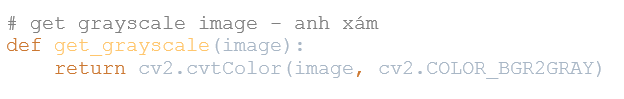 # get grayscale image - anh xám
def get_grayscale(image):
    return cv2.cvtColor(image, cv2.COLOR_BGR2GRAY)